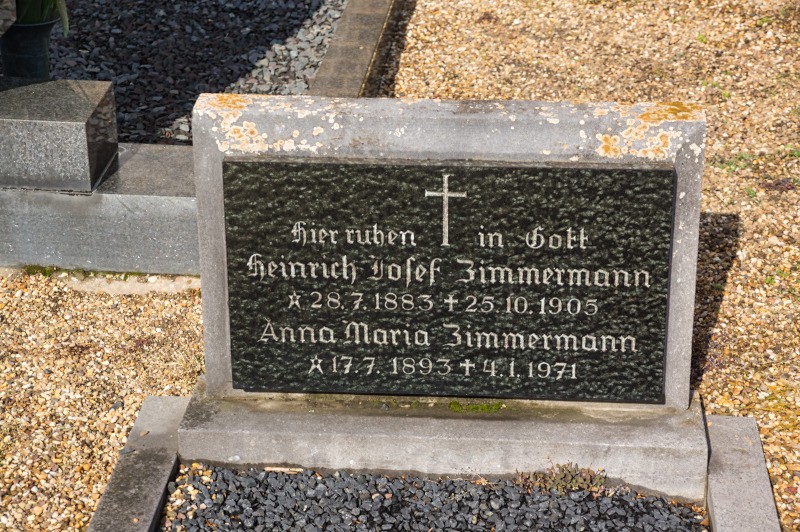 Hier ruhen in Gott
Heinrich Josef Zimmermann
☆ 28.7.1883 + 25.10.1905
Anna Maria Zimmermann
☆ 17.7.1893 + 4.1.1971